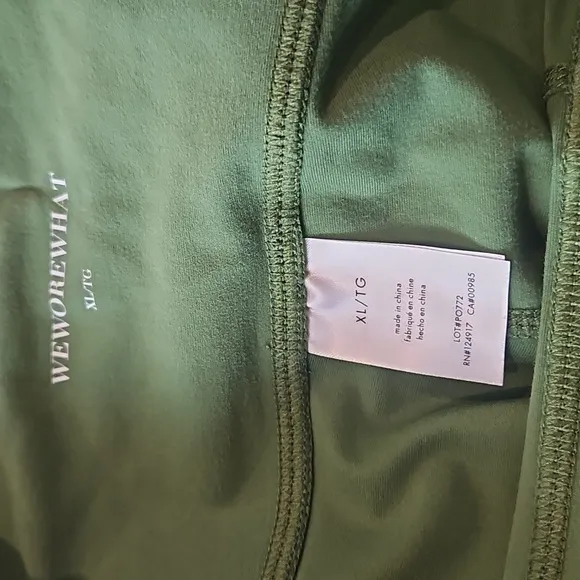 WEWOREWHAT
XL/TG
XL/TG
made in china
fabriqué en chine
hecho en china
LOT#PO772
RN#124917 CA#00985